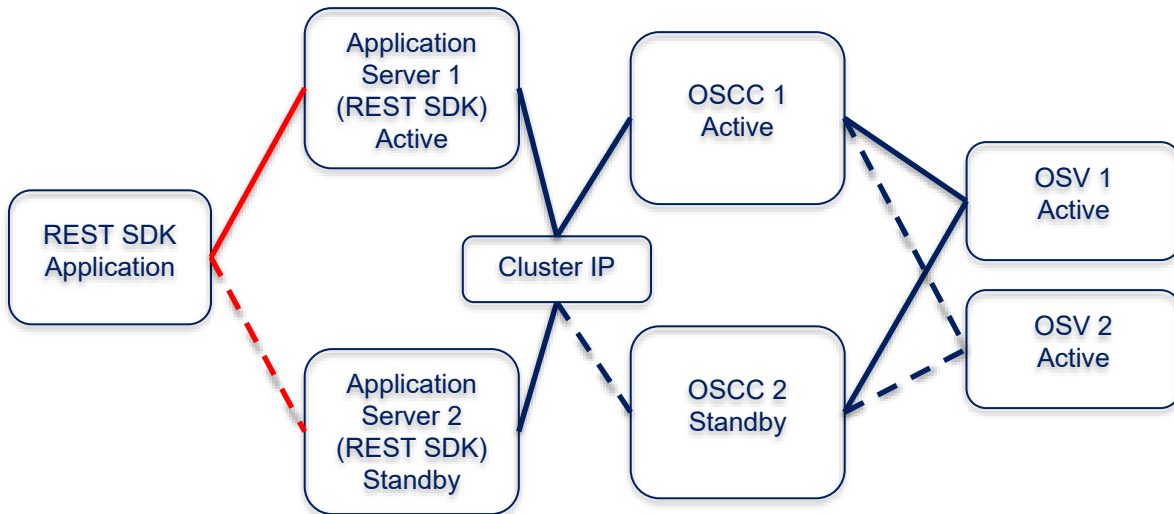 REST SDK
Application
Application
Server 1
(REST SDK)
Active
Application
Server 2
(REST SDK)
Standby
Cluster IP
OSCC 1
Active
OSCC 2
Standby
OSV 1
Active
OSV 2
Active